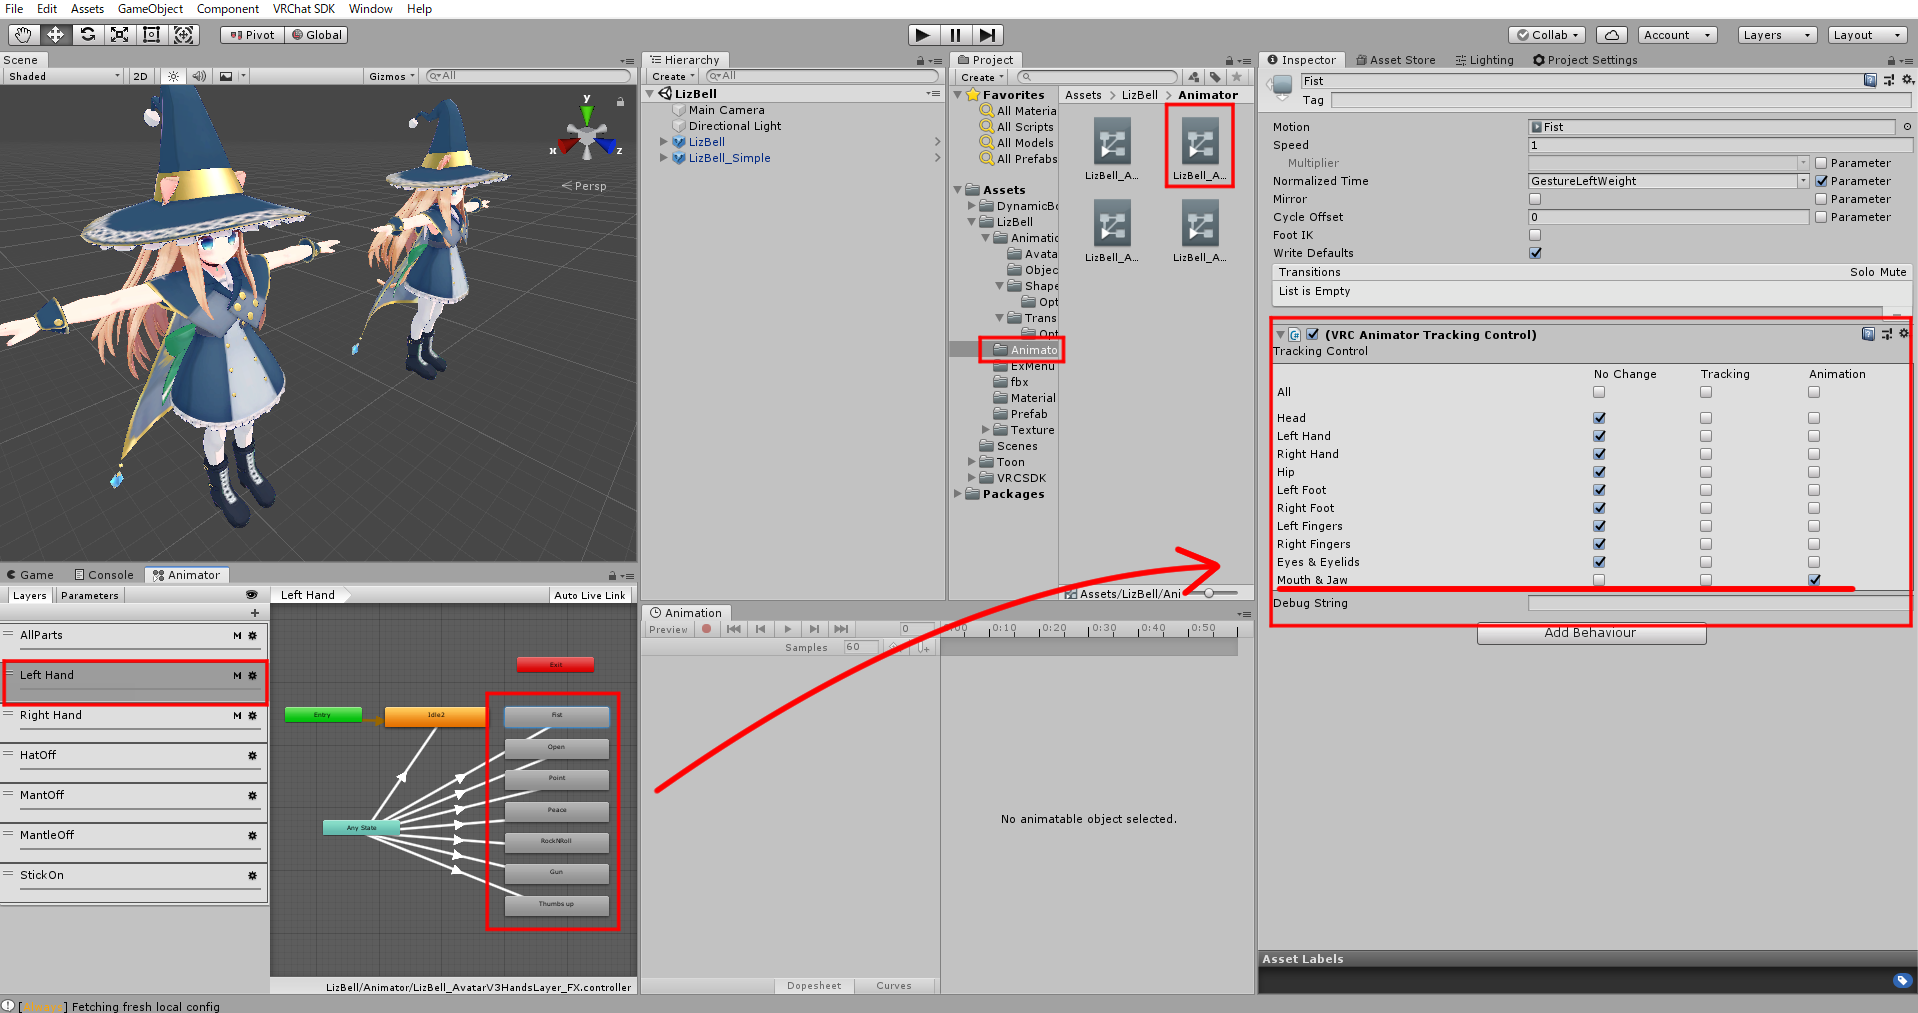 File Edit Assets GameObject Component VRChat SDK Window Help
Pivot Global
Collab Account Layers Layout
Scene
Shaded 2D Gizmos All
y
x z
Persp
Hierarchy
Create All
LizBell
Main Camera
Directional Light
LizBell
LizBell_Simple
Project
Create
Favorites
All Materia
All Scripts
All Models
All Prefabs
Assets
DynamicBo
LizBell
Animatio
Avata
Objec
Shape
Opt
Trans
Opt
Animato
ExMenu
fbx
Material
Prefab
Texture
Scenes
Toon
VRCSDK
Packages
Assets > LizBell > Animator
LizBell_A... LizBell_A...
LizBell_A... LizBell_A...
Assets/LizBell/Ani
Inspector Asset Store Lighting Project Settings
Fist
Tag
Motion Fist
Speed 1
Multiplier Parameter
Normalized Time GestureLeftWeight Parameter
Mirror Parameter
Cycle Offset 0 Parameter
Foot IK
Write Defaults
Transitions Solo Mute
List is Empty
(VRC Animator Tracking Control)
Tracking Control
No Change Tracking Animation
All
Head
Left Hand
Right Hand
Hip
Left Foot
Right Foot
Left Fingers
Right Fingers
Eyes & Eyelids
Mouth & Jaw
Debug String
Add Behaviour
Asset Labels
Game Console Animator
Layers Parameters Left Hand Auto Live Link
AllParts M
Left Hand M
Right Hand M
HatOff
MantOff
MantleOff
StickOn
Exit
Entry Idle2 Fist
Open
Point
Peace
Any State
RockNRoll
Gun
Thumbs up
LizBell/Animator/LizBell_AvatarV3HandsLayer_FX.controller
Animation
Preview 0 0:00 0:10 0:20 0:30 0:40 0:50
Samples 60
No animatable object selected.
Dopesheet Curves
[Always] Fetching fresh local config